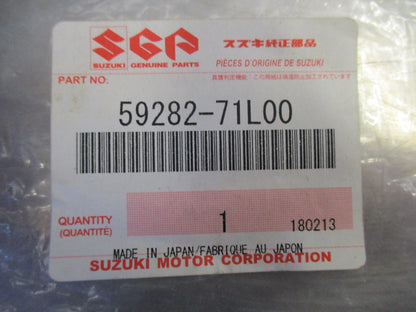 SGP
SUZUKI GENUINE PARTS
スズキ純正部品
PIÈCES D'ORIGINE DE SUZUKI
PART NO:
59282-71L00
QUANTITY
(QUANTITÉ)
1
180213
MADE IN JAPAN/FABRIQUE AU JAPON
SUZUKI MOTOR CORPORATION